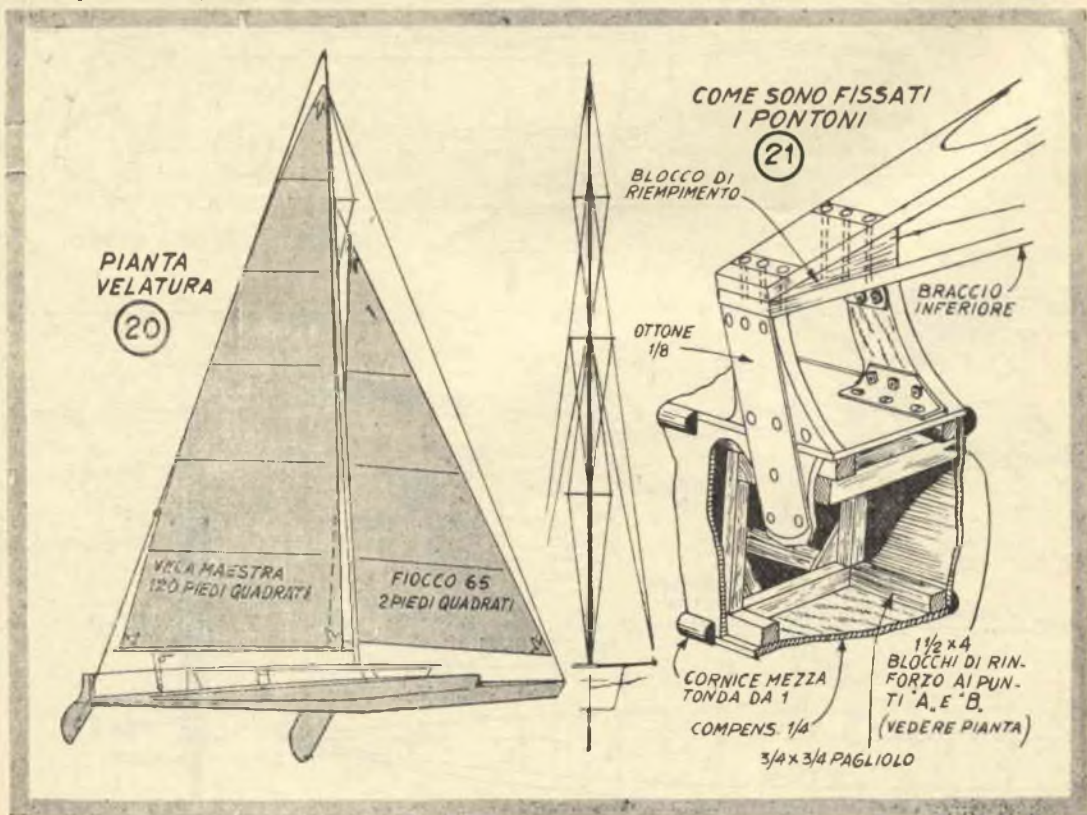 PIANTA
VELATURA
20
VELA MAESTRA
120 PIEDI QUADRATI
FIOCCO 65
2 PIEDI QUADRATI
COME SONO FISSATI
I PONTONI
21
BLOCCO DI
RIEMPIMENTO
BRACCIO
INFERIORE
OTTONE
1/8
CORNICE MEZZA
TONDA DA 1
COMPENS. 1/4
3/4 x 3/4 PAGLIOLO
1 1/2 x 4
BLOCCHI DI RIN-
FORZO AI PUN-
TI "A" E "B"
(VEDERE PIANTA)